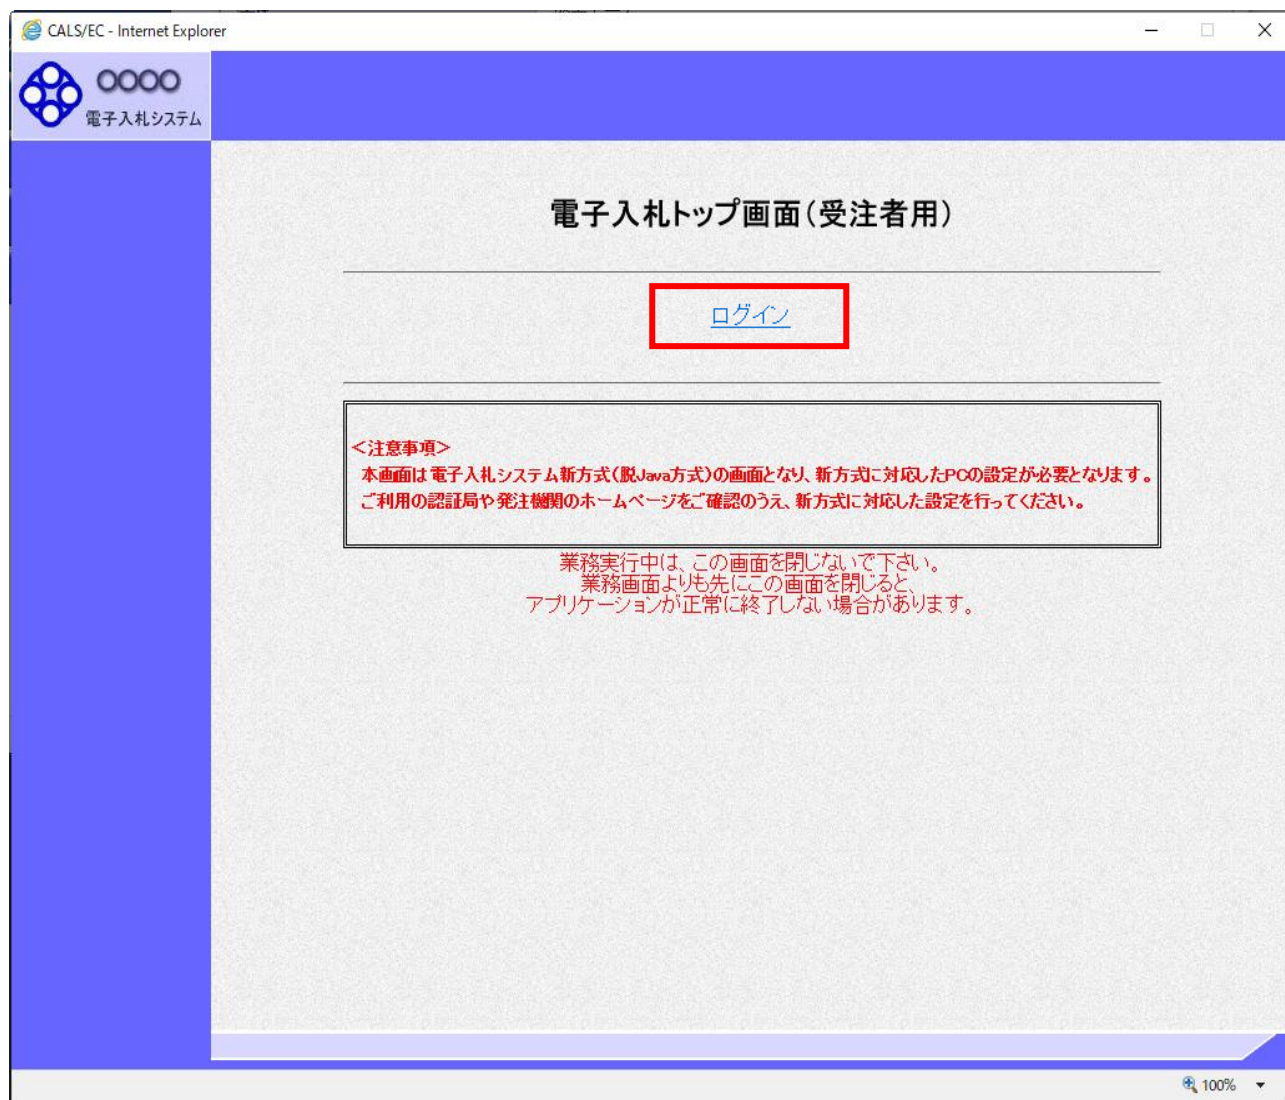 CALS/EC - Internet Explorer
○○○○
電子入札システム
電子入札トップ画面(受注者用)
ログイン
<注意事項>
本画面は電子入札システム新方式(脱Java方式)の画面となり、新方式に対応したPCの設定が必要となります。
ご利用の認証局や発注機関のホームページをご確認のうえ、新方式に対応した設定を行ってください。
業務実行中は、この画面を閉じないで下さい。
業務画面よりも先にこの画面を閉じると、
アプリケーションが正常に終了しない場合があります。
100%